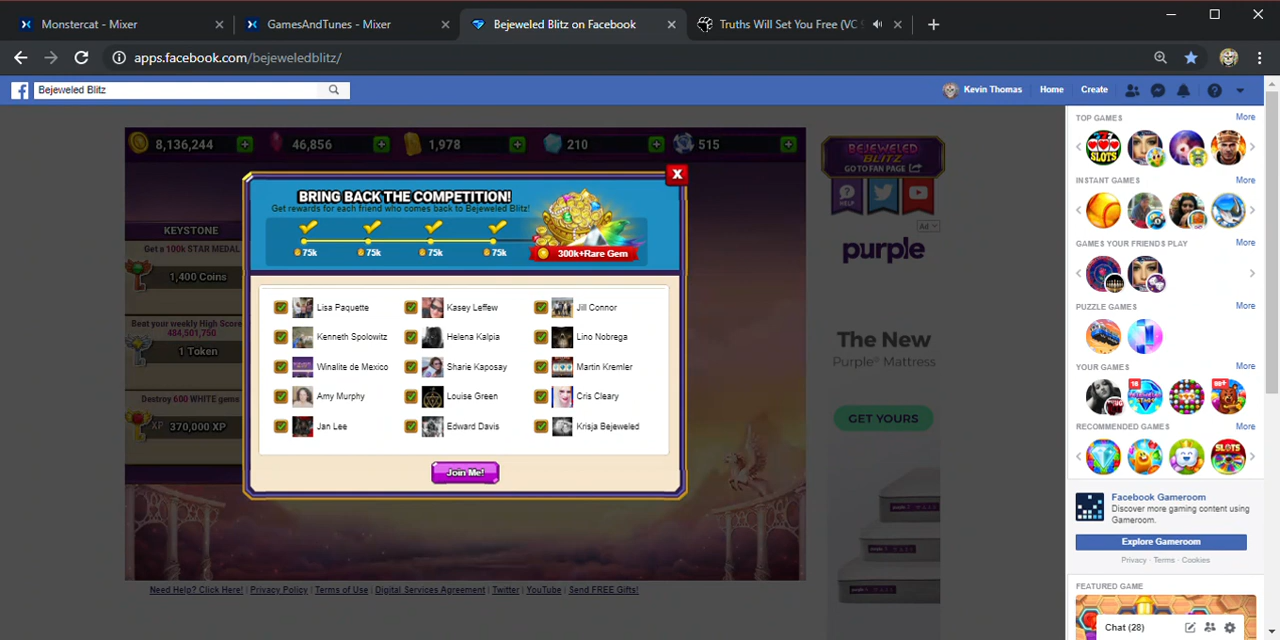 Monstercat - Mixer
GamesAndTunes - Mixer
Bejeweled Blitz on Facebook
Truths Will Set You Free (VC
apps.facebook.com/bejeweledblitz/
Bejeweled Blitz
Kevin Thomas Home Create
8,136,244 46,856 1,978 210 515
KEYSTONE
Get a 100k STAR MEDAL
1,400 Coins
Beat your weekly High Score
484,501,750
1 Token
Destroy 600 WHITE gems
XP 370,000 XP
BRING BACK THE COMPETITION!
Get rewards for each friend who comes back to Bejeweled Blitz!
75k 75k 75k 75k 300k+Rare Gem
X
Lisa Paquette Kasey Leffew Jill Connor
Kenneth Spolowitz Helena Kalpia Lino Nobrega
Winalite de Mexico Sharie Kaposay Martin Kremler
Amy Murphy Louise Green Cris Cleary
Jan Lee Edward Davis Krisja Bejeweled
Join Me!
Need Help? Click Here! | Privacy Policy | Terms of Use | Digital Services Agreement | Twitter | YouTube | Send FREE Gifts!
BEJEWELED
BLITZ
GO TO FAN PAGE
HELP
Ad
purple
The New
Purple® Mattress
GET YOURS
TOP GAMES More
SLOTS
INSTANT GAMES More
GAMES YOUR FRIENDS PLAY More
PUZZLE GAMES More
YOUR GAMES More
RECOMMENDED GAMES More
SLOTS
Facebook Gameroom
Discover more gaming content using
Gameroom.
Explore Gameroom
Privacy · Terms · Cookies
FEATURED GAME
Chat (28)